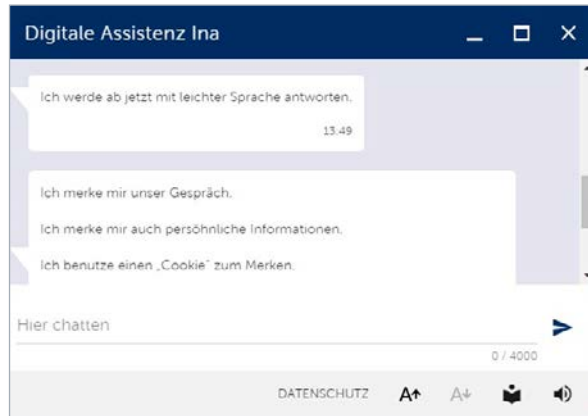 Digitale Assistenz Ina
Ich werde ab jetzt mit leichter Sprache antworten.
13:49
Ich merke mir unser Gespräch.
Ich merke mir auch persöhnliche Informationen.
Ich benutze einen „Cookie“ zum Merken.
Hier chatten
0 / 4000
DATENSCHUTZ A↑ A↓